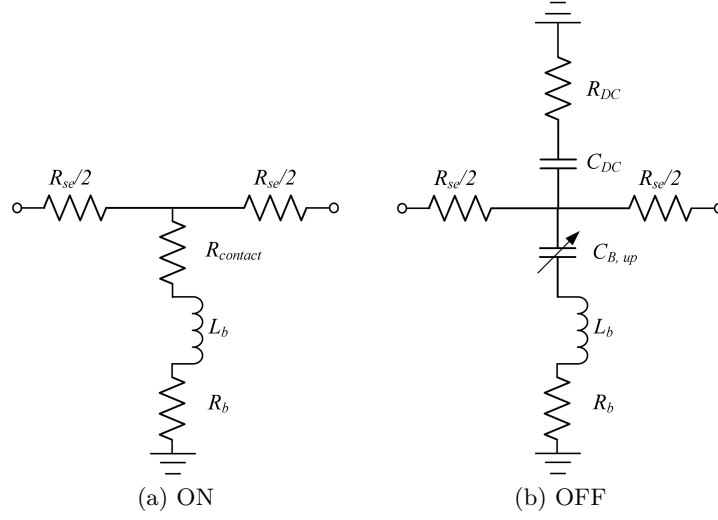 R_DC
C_DC
R_se/2 R_se/2 R_se/2 R_se/2
R_contact C_B, up
L_b L_b
R_b R_b
(a) ON (b) OFF